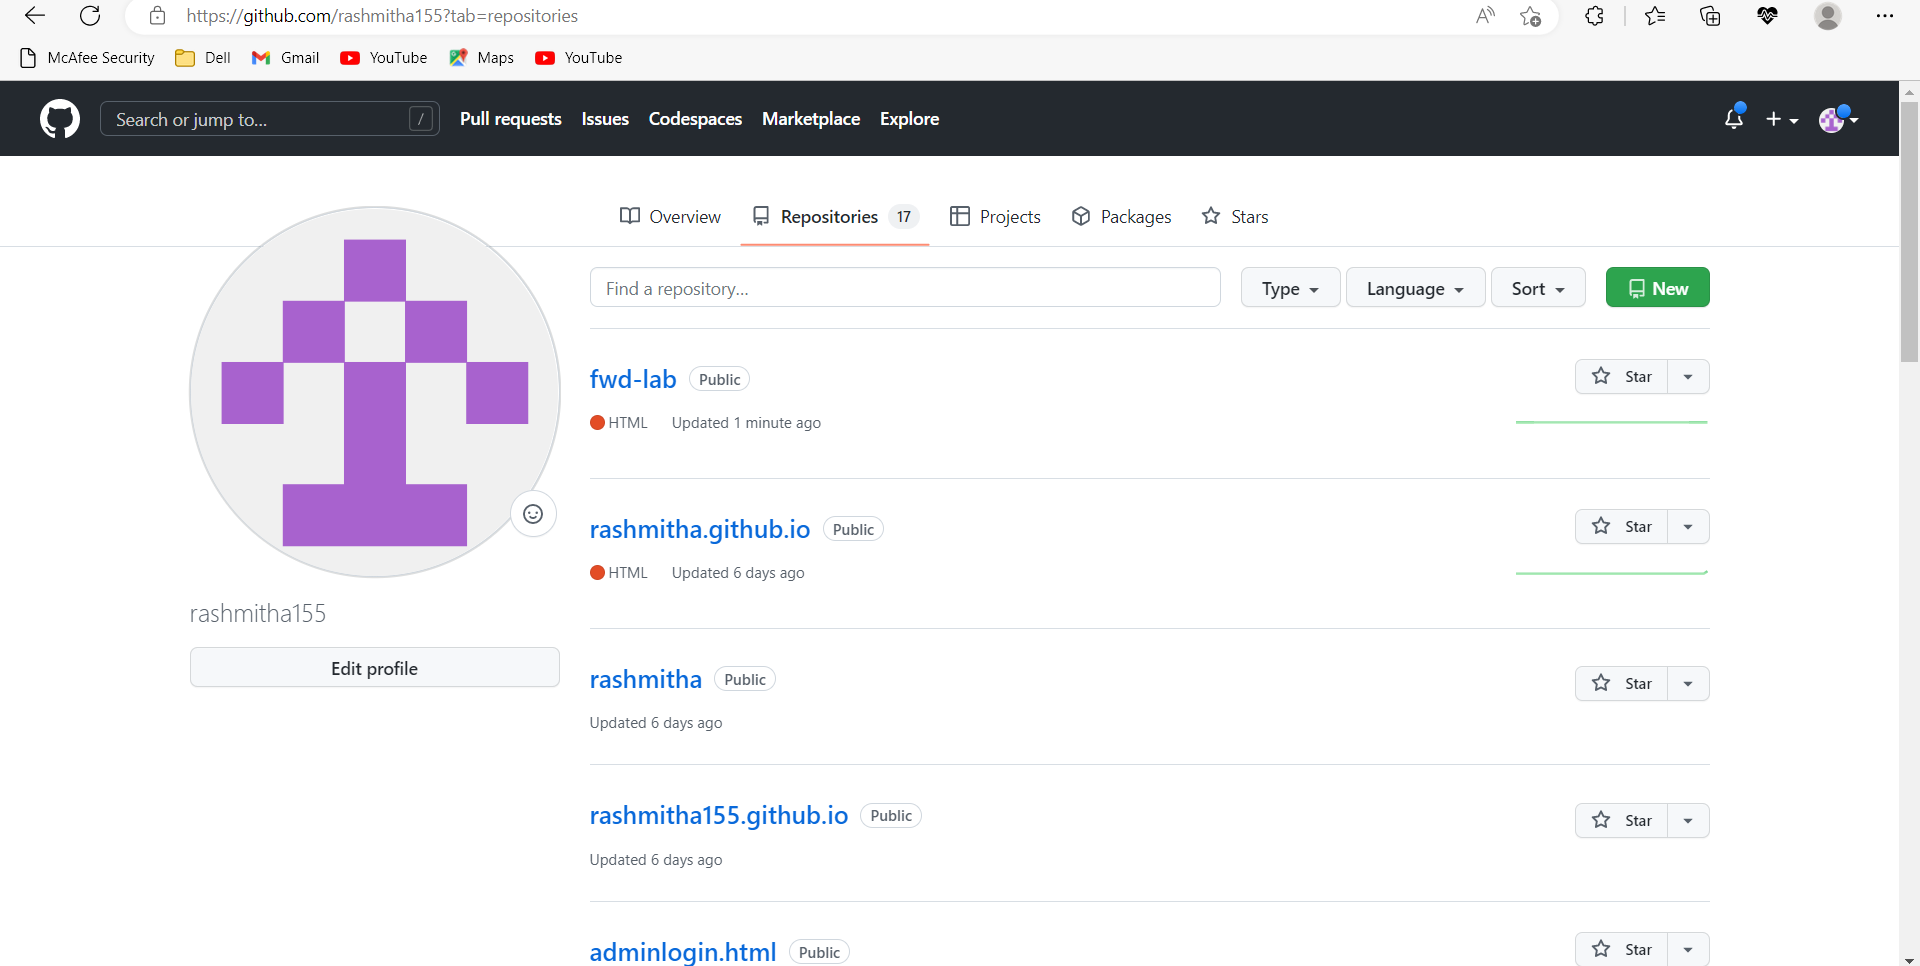 https://github.com/rashmitha155?tab=repositories
McAfee Security Dell Gmail YouTube Maps YouTube
Search or jump to... / Pull requests Issues Codespaces Marketplace Explore
Overview Repositories 17 Projects Packages Stars
Find a repository... Type Language Sort New
fwd-lab Public Star
HTML Updated 1 minute ago
rashmitha.github.io Public Star
HTML Updated 6 days ago
rashmitha155
Edit profile
rashmitha Public Star
Updated 6 days ago
rashmitha155.github.io Public Star
Updated 6 days ago
adminlogin.html Public Star